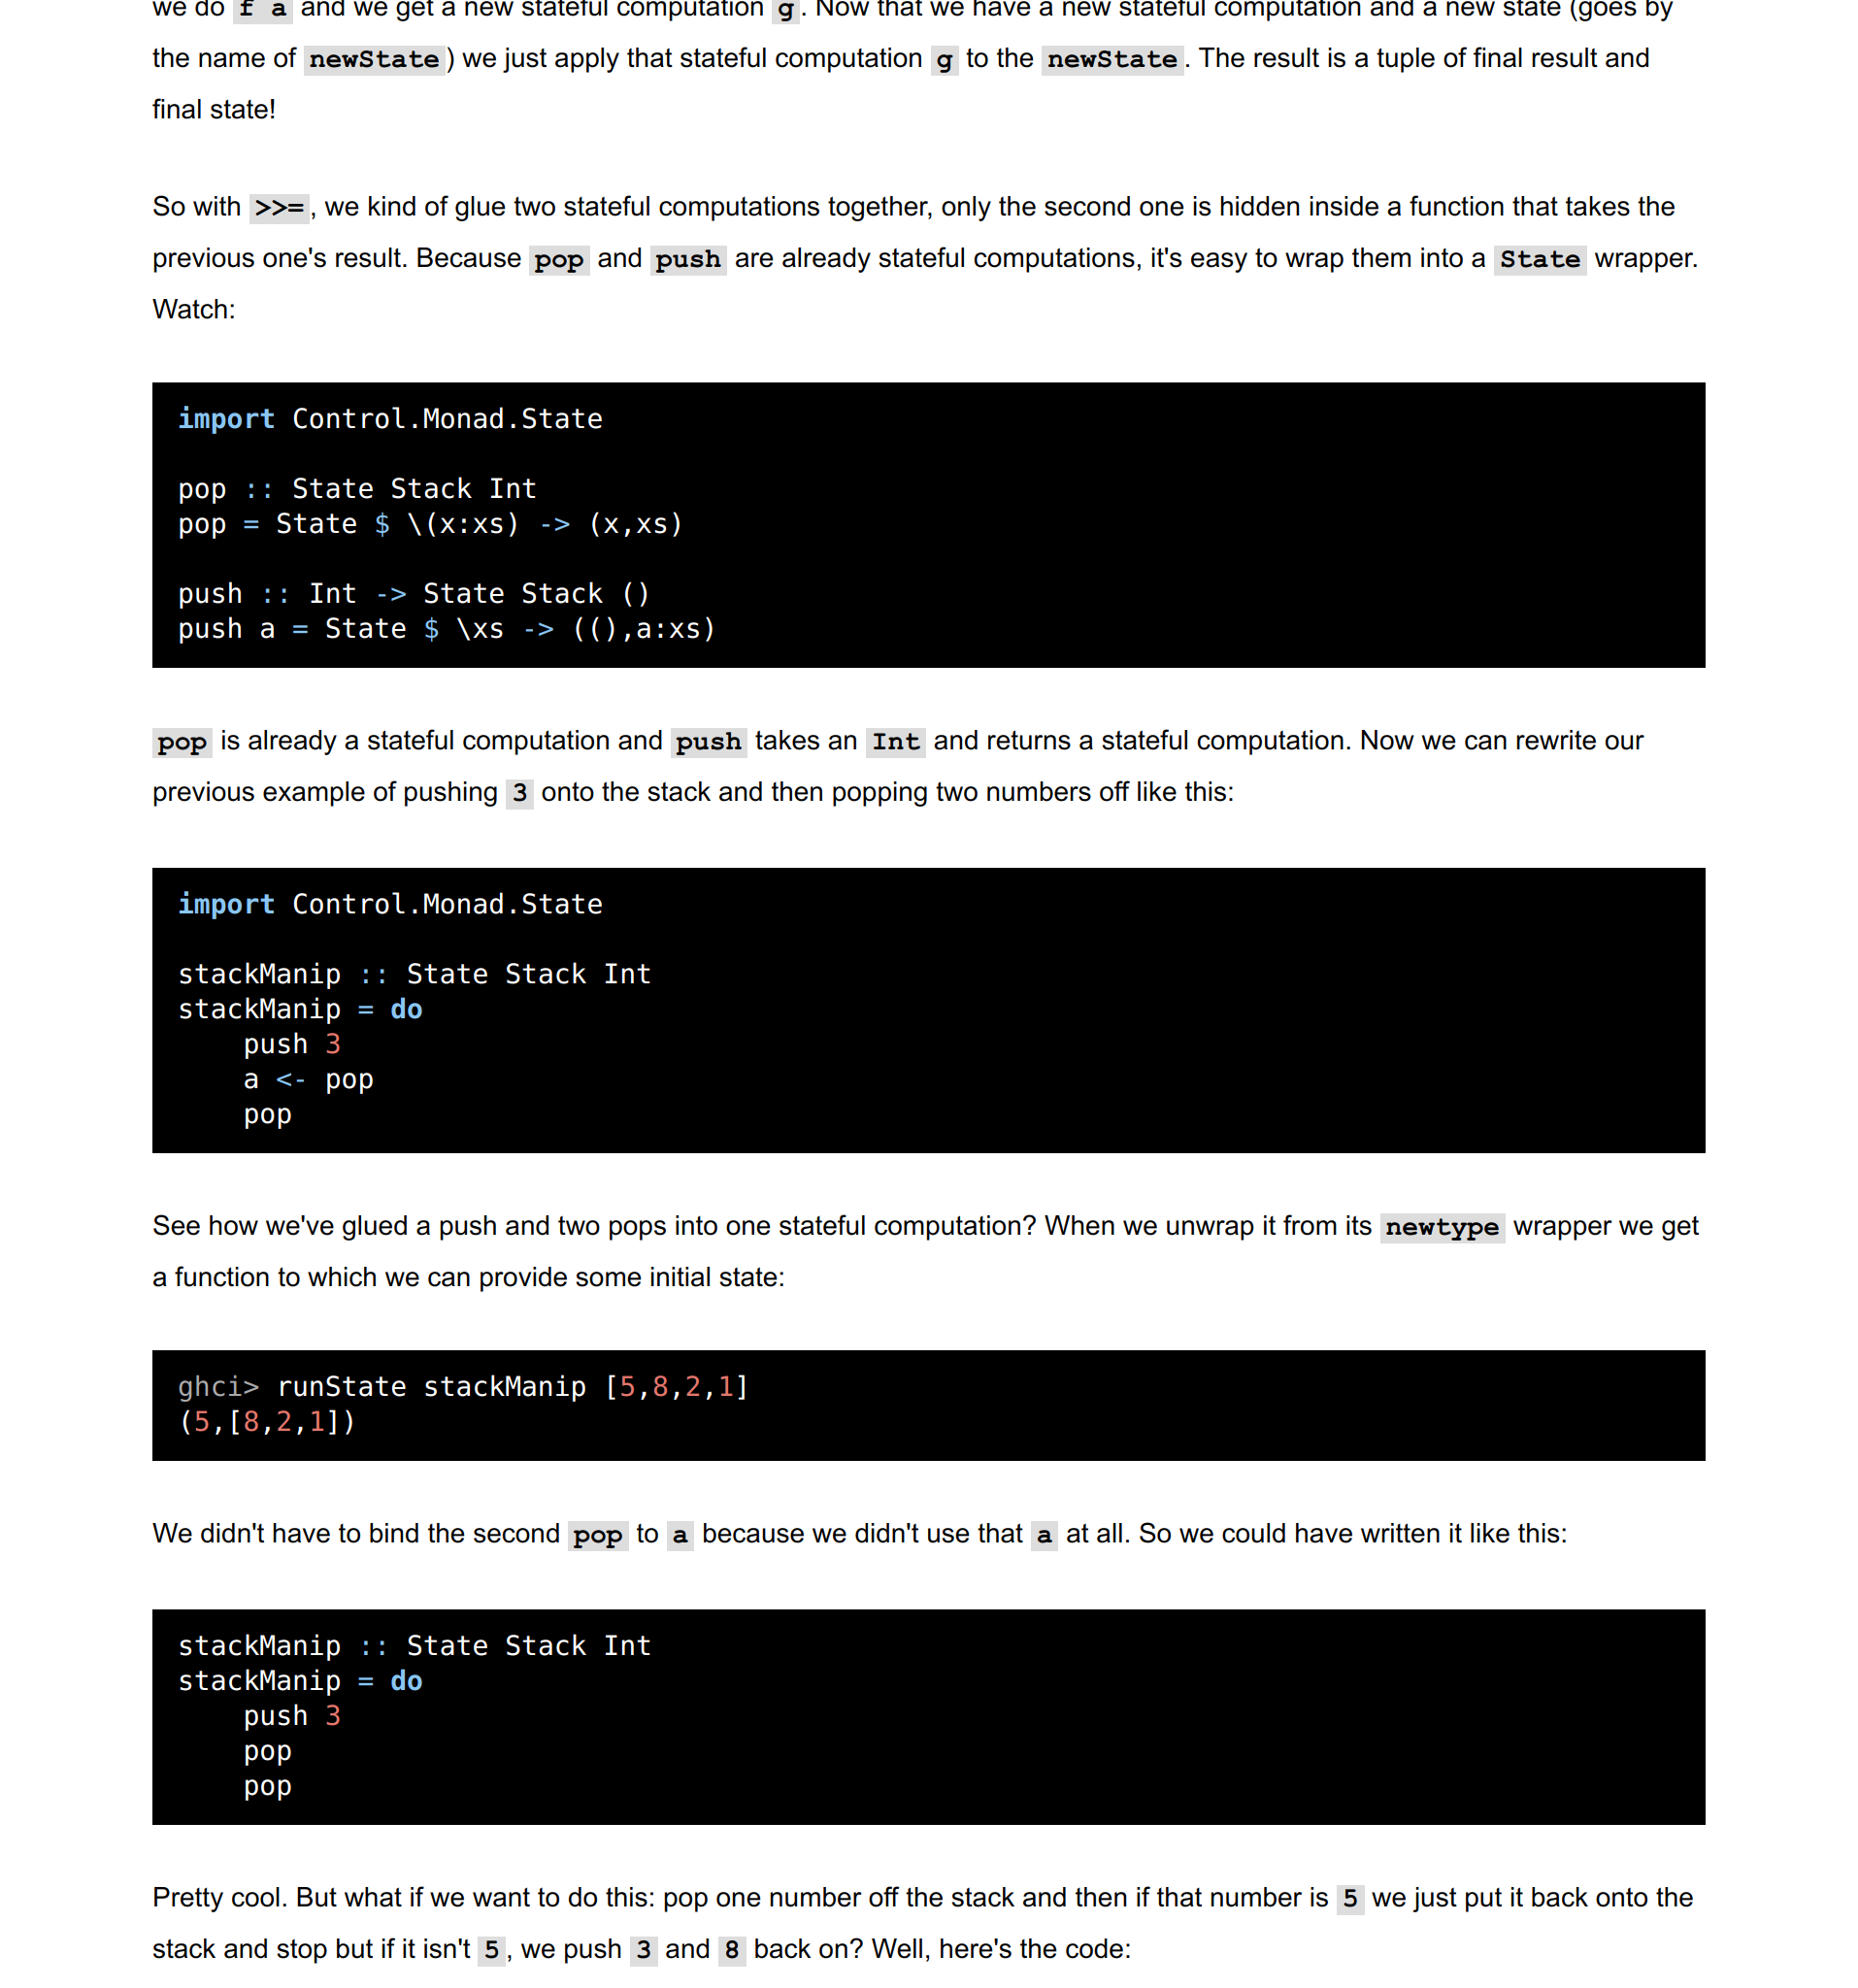 we do f a and we get a new stateful computation g. Now that we have a new stateful computation and a new state (goes by
the name of newState) we just apply that stateful computation g to the newState. The result is a tuple of final result and
final state!
So with >>=, we kind of glue two stateful computations together, only the second one is hidden inside a function that takes the
previous one's result. Because pop and push are already stateful computations, it's easy to wrap them into a State wrapper.
Watch:
import Control.Monad.State
pop :: State Stack Int
pop = State $ \(x:xs) -> (x,xs)
push :: Int -> State Stack ()
push a = State $ \xs -> ((),a:xs)
pop is already a stateful computation and push takes an Int and returns a stateful computation. Now we can rewrite our
previous example of pushing 3 onto the stack and then popping two numbers off like this:
import Control.Monad.State
stackManip :: State Stack Int
stackManip = do
    push 3
    a <- pop
    pop
See how we've glued a push and two pops into one stateful computation? When we unwrap it from its newtype wrapper we get
a function to which we can provide some initial state:
ghci> runState stackManip [5,8,2,1]
(5,[8,2,1])
We didn't have to bind the second pop to a because we didn't use that a at all. So we could have written it like this:
stackManip :: State Stack Int
stackManip = do
    push 3
    pop
    pop
Pretty cool. But what if we want to do this: pop one number off the stack and then if that number is 5 we just put it back onto the
stack and stop but if it isn't 5, we push 3 and 8 back on? Well, here's the code: